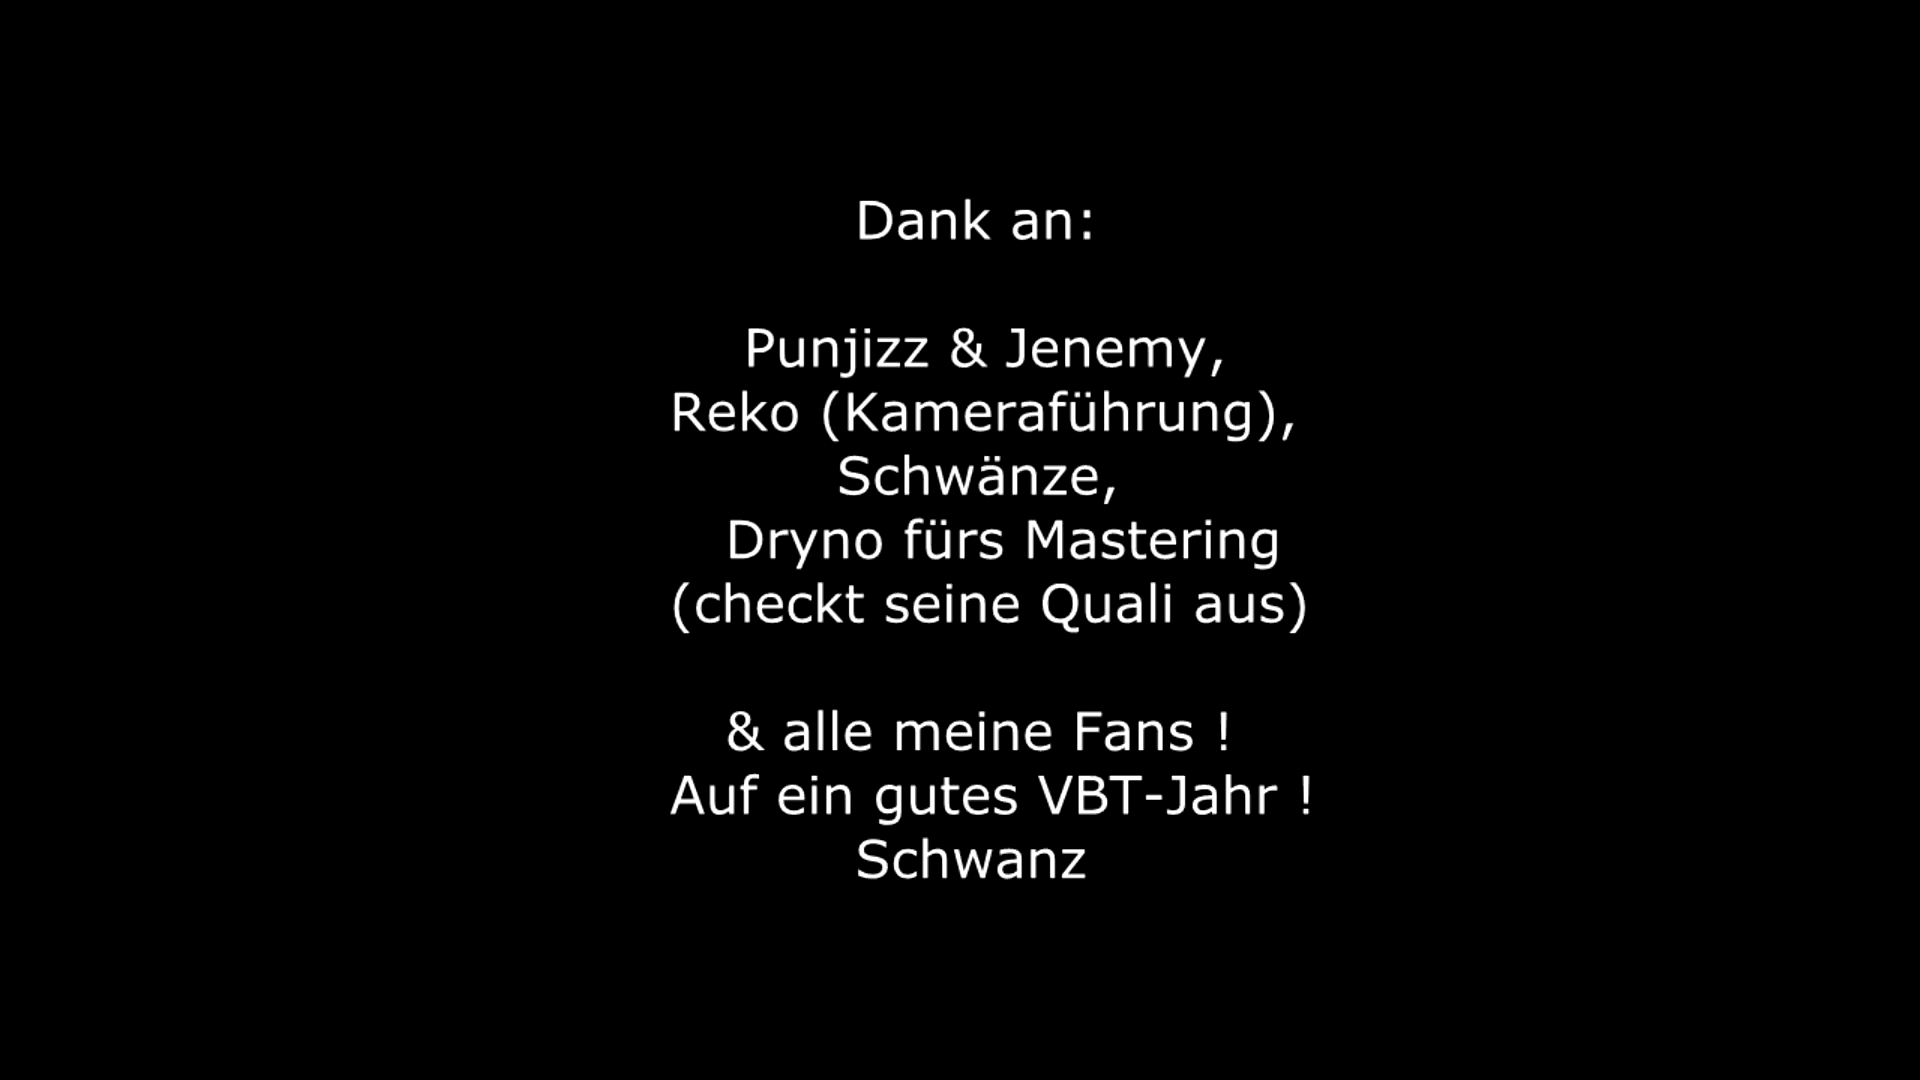 Dank an:
Punjizz & Jenemy,
Reko (Kameraführung),
Schwänze,
Dryno fürs Mastering
(checkt seine Quali aus)
& alle meine Fans !
Auf ein gutes VBT-Jahr !
Schwanz